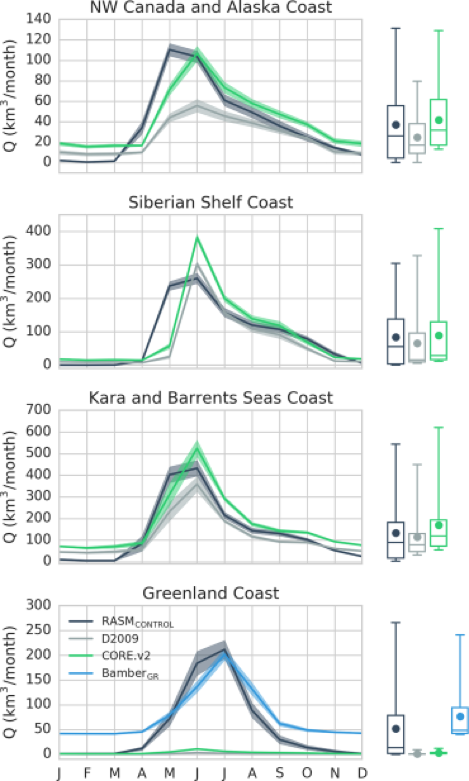 NW Canada and Alaska Coast
140
120
100
80
60
40
20
0
Q (km³/month)
Siberian Shelf Coast
400
300
200
100
0
Q (km³/month)
Kara and Barrents Seas Coast
700
600
500
400
300
200
100
0
Q (km³/month)
Greenland Coast
300
250
200
150
100
50
0
Q (km³/month)
RASM_CONTROL
D2009
CORE.v2
Bamber_GR
J F M A M J J A S O N D